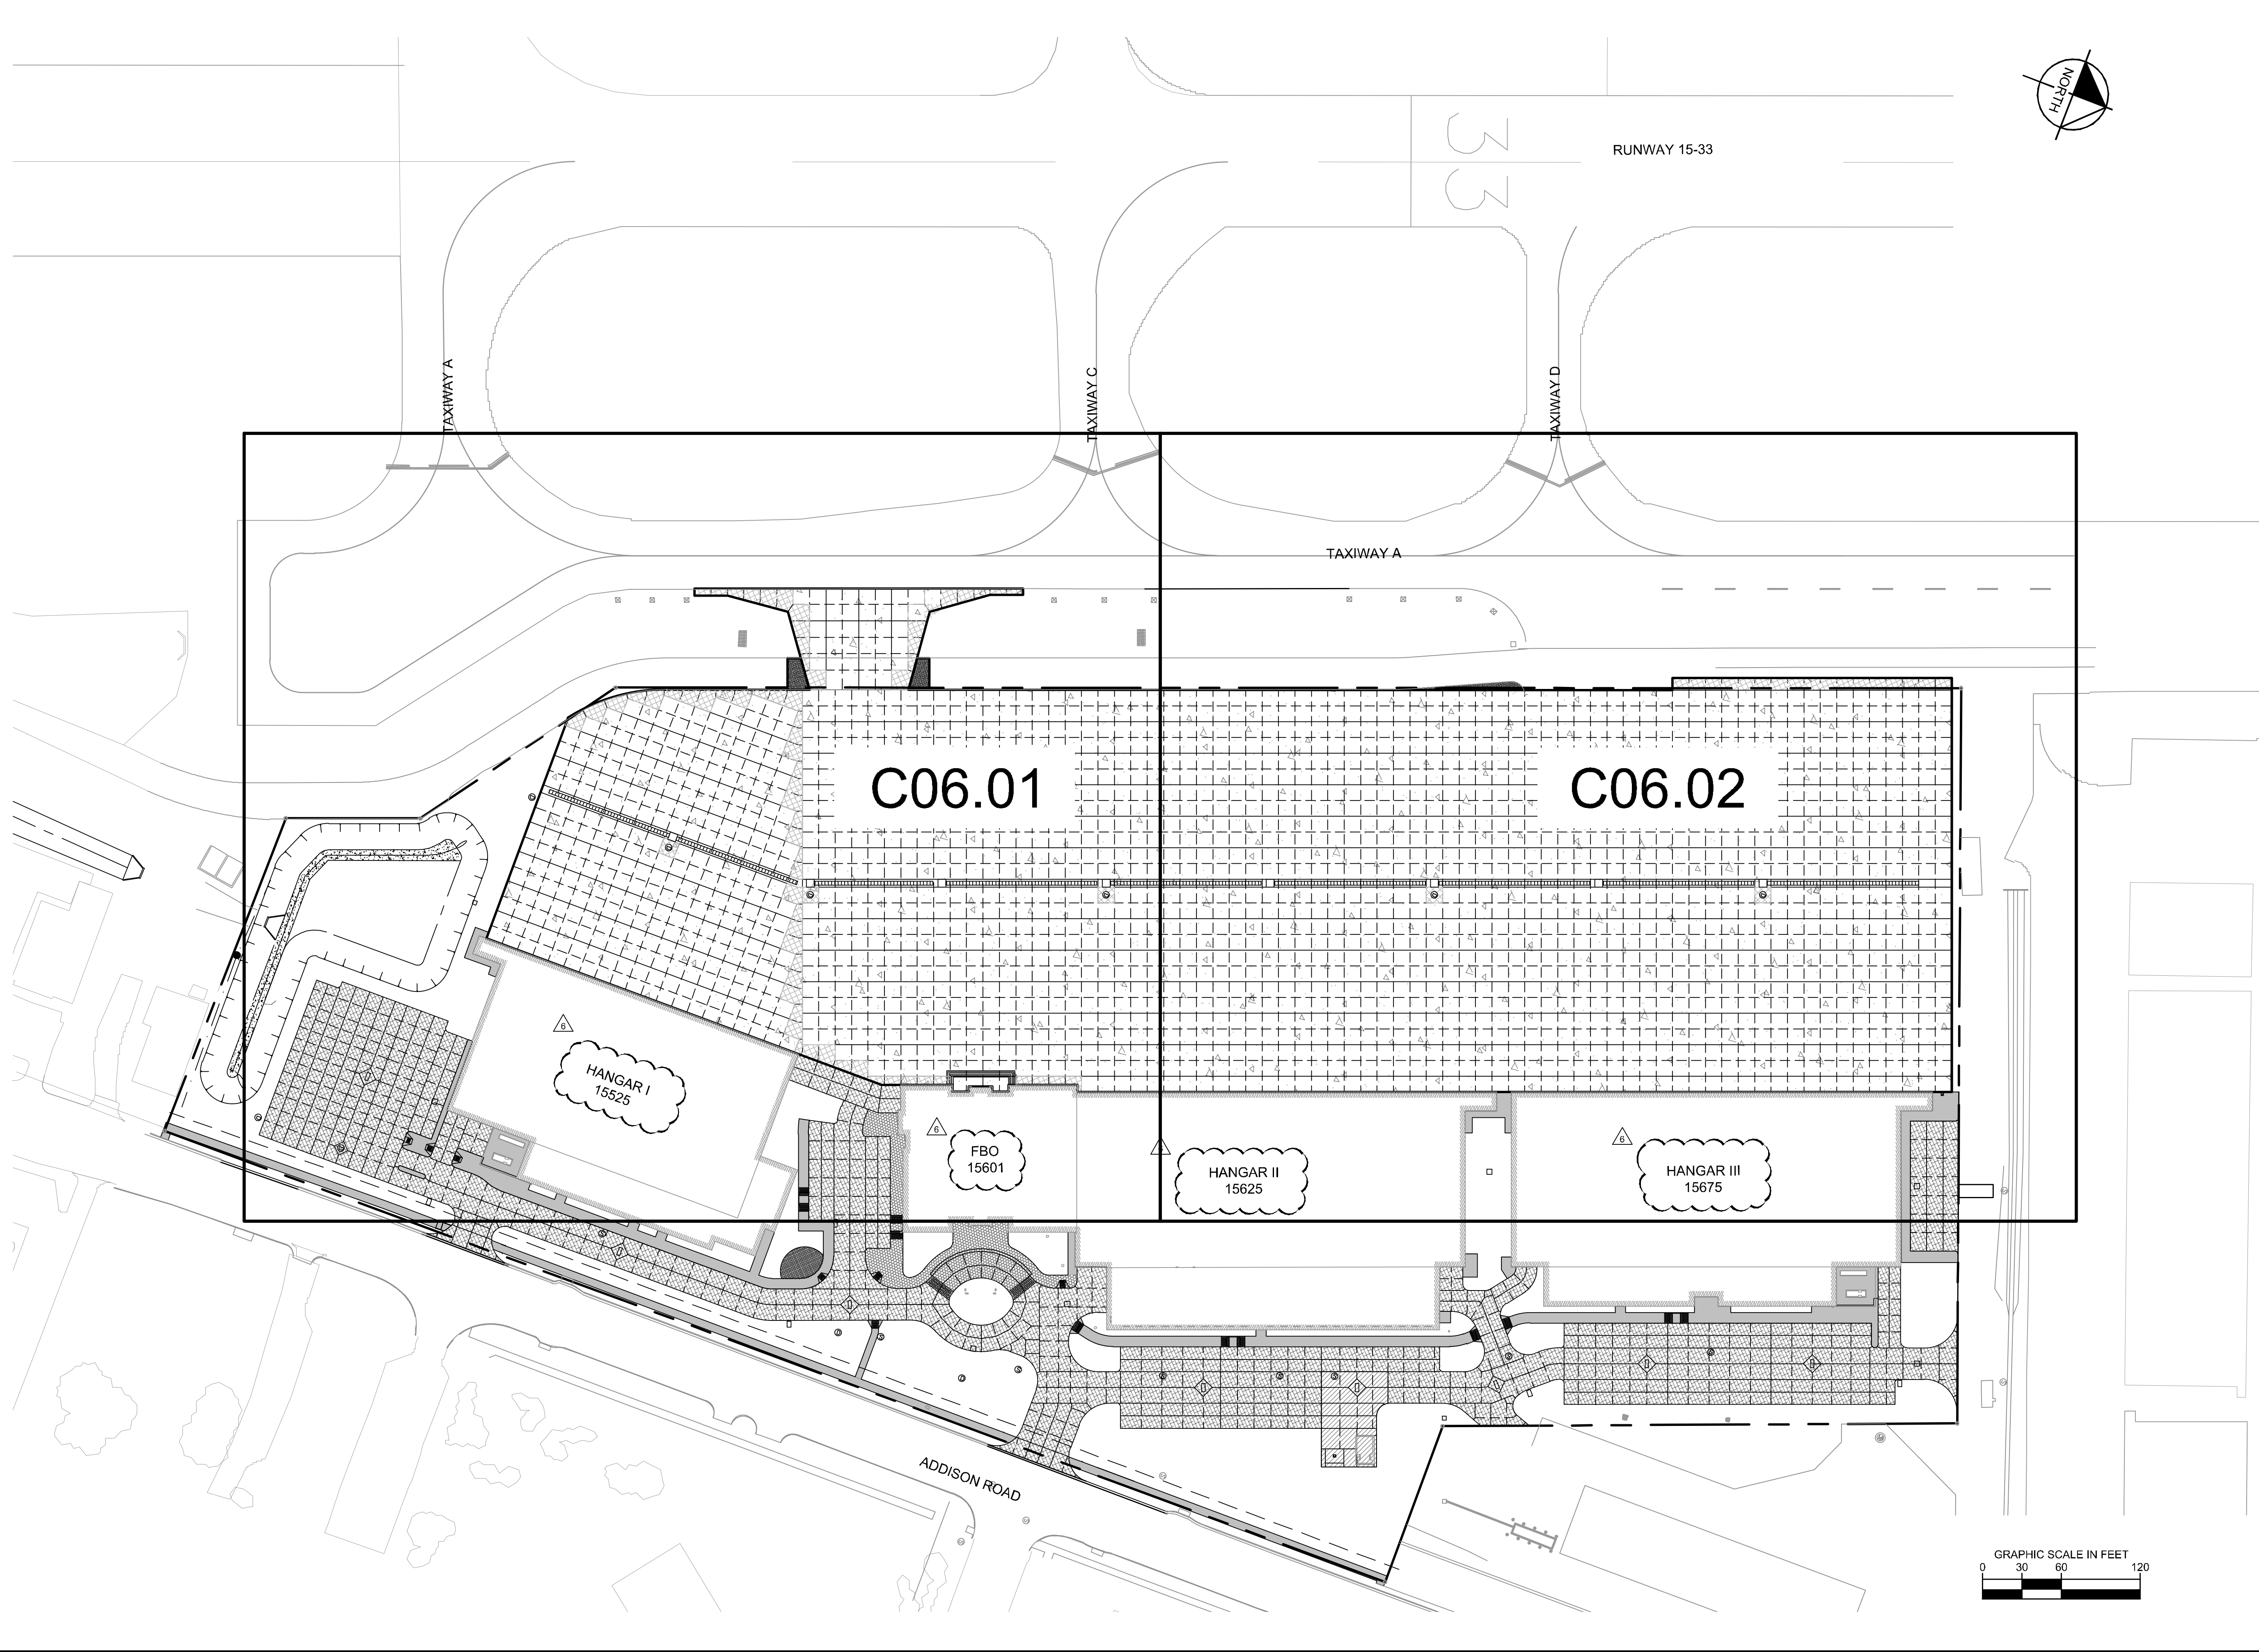 NORTH
RUNWAY 15-33
33
TAXIWAY A
TAXIWAY C
TAXIWAY D
TAXIWAY A
C06.01
C06.02
6
HANGAR I
15525
6
FBO
15601
HANGAR II
15625
6
HANGAR III
15675
ADDISON ROAD
GRAPHIC SCALE IN FEET
0 30 60 120